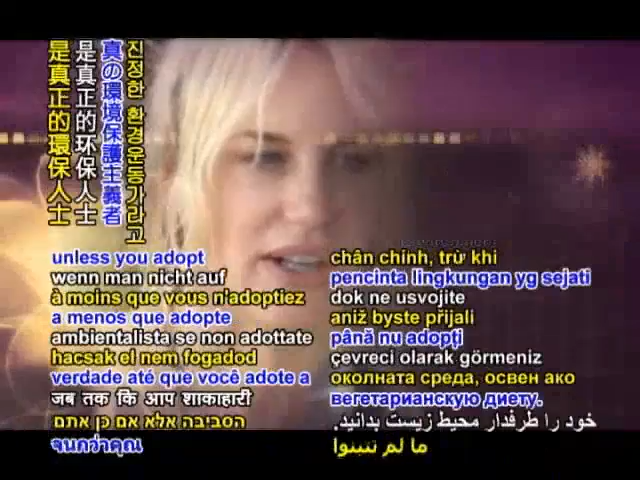 是真正的環保人士
是真正的环保人士
真の環境保護主義者
진정한 환경운동가라고
unless you adopt
wenn man nicht auf
à moins que vous n'adoptiez
a menos que adopte
ambientalista se non adottate
hacsak el nem fogadod
verdade até que você adote a
जब तक कि आप शाकाहारी
הסביבה אלא אם כן אתם
จนกว่าคุณ
chân chính, trừ khi
pencinta lingkungan yg sejati
dok ne usvojite
aniž byste přijali
până nu adopți
çevreci olarak görmeniz
околната среда, освен ако
вегетарианскую диету.
خود را طرفدار محیط زیست بدانید.
ما لم تتبنوا